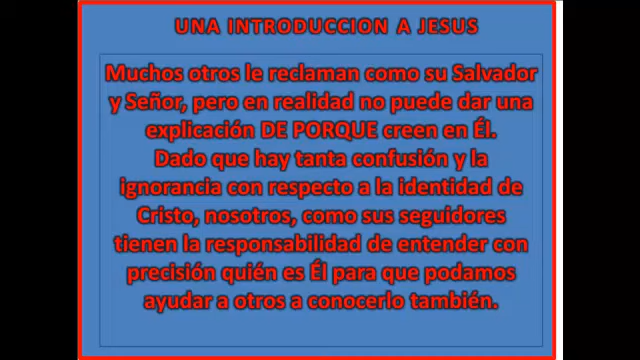 UNA INTRODUCCION A JESUS
Muchos otros le reclaman como su Salvador
y Señor, pero en realidad no puede dar una
explicación DE PORQUE creen en Él.
Dado que hay tanta confusión y la
ignorancia con respecto a la identidad de
Cristo, nosotros, como sus seguidores
tienen la responsabilidad de entender con
precisión quién es Él para que podamos
ayudar a otros a conocerlo también.